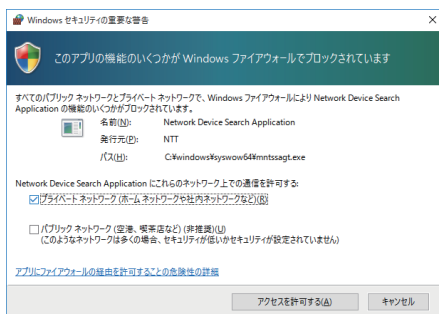 Windows セキュリティの重要な警告
このアプリの機能のいくつかが Windows ファイアウォールでブロックされています
すべてのパブリック ネットワークとプライベート ネットワークで、Windows ファイアウォールにより Network Device Search
Application の機能のいくつかがブロックされています。
名前(N): Network Device Search Application
発行元(P): NTT
パス(H): C:¥windows¥syswow64¥mntssagt.exe
Network Device Search Application にこれらのネットワーク上での通信を許可する:
プライベート ネットワーク (ホーム ネットワークや社内ネットワークなど)(R)
パブリック ネットワーク (空港、喫茶店など) (非推奨)(U)
(このようなネットワークは多くの場合、セキュリティが低いかセキュリティが設定されていません)
アプリにファイアウォールの経由を許可することの危険性の詳細
アクセスを許可する(A) キャンセル